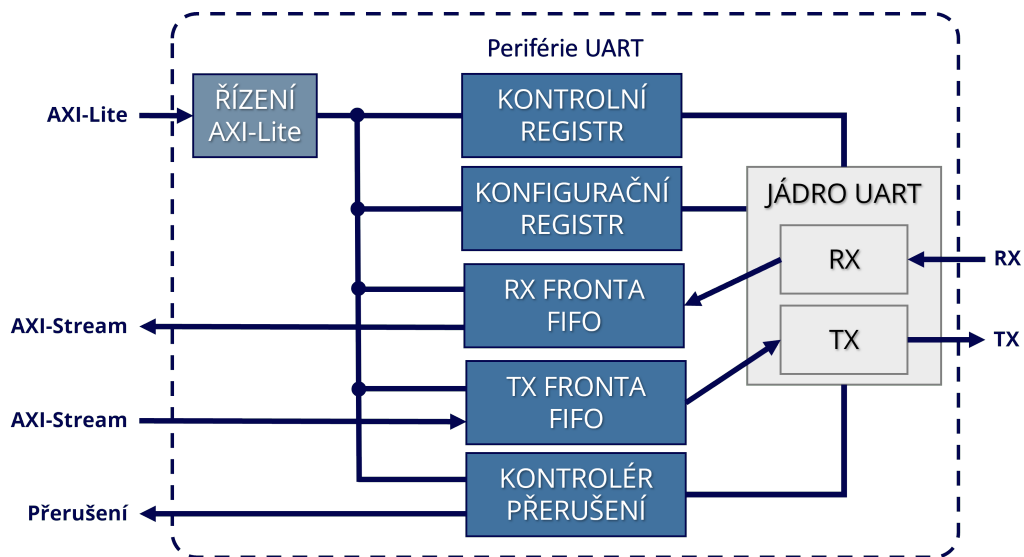 Periférie UART
AXI-Lite
ŘÍZENÍ
AXI-Lite
KONTROLNÍ
REGISTR
KONFIGURAČNÍ
REGISTR
JÁDRO UART
RX
RX
RX FRONTA
FIFO
AXI-Stream
TX
TX
TX FRONTA
FIFO
AXI-Stream
KONTROLÉR
PŘERUŠENÍ
Přerušení